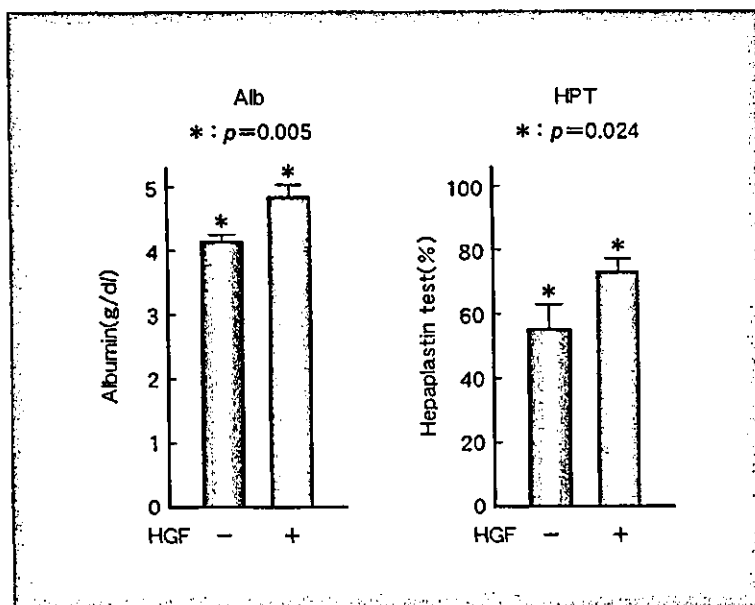 Alb
*：p=0.005
*
*
5
4
3
2
1
0
Albumin(g/dl)
HGF − +
HPT
*：p=0.024
*
*
100
80
60
40
20
0
Hepaplastin test(%)
HGF − +